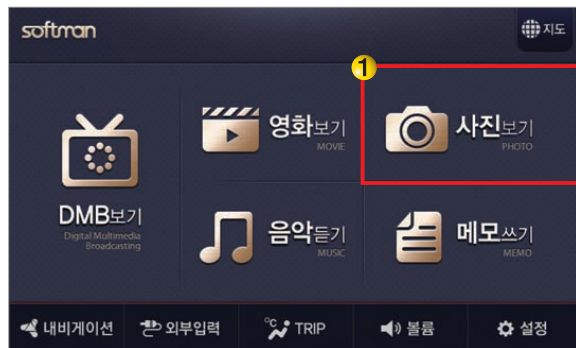 softman
지도
1
영화보기
MOVIE
사진보기
PHOTO
DMB보기
Digital Multimedia
Broadcasting
음악듣기
MUSIC
메모쓰기
MEMO
내비게이션
외부입력
°C TRIP
볼륨
설정